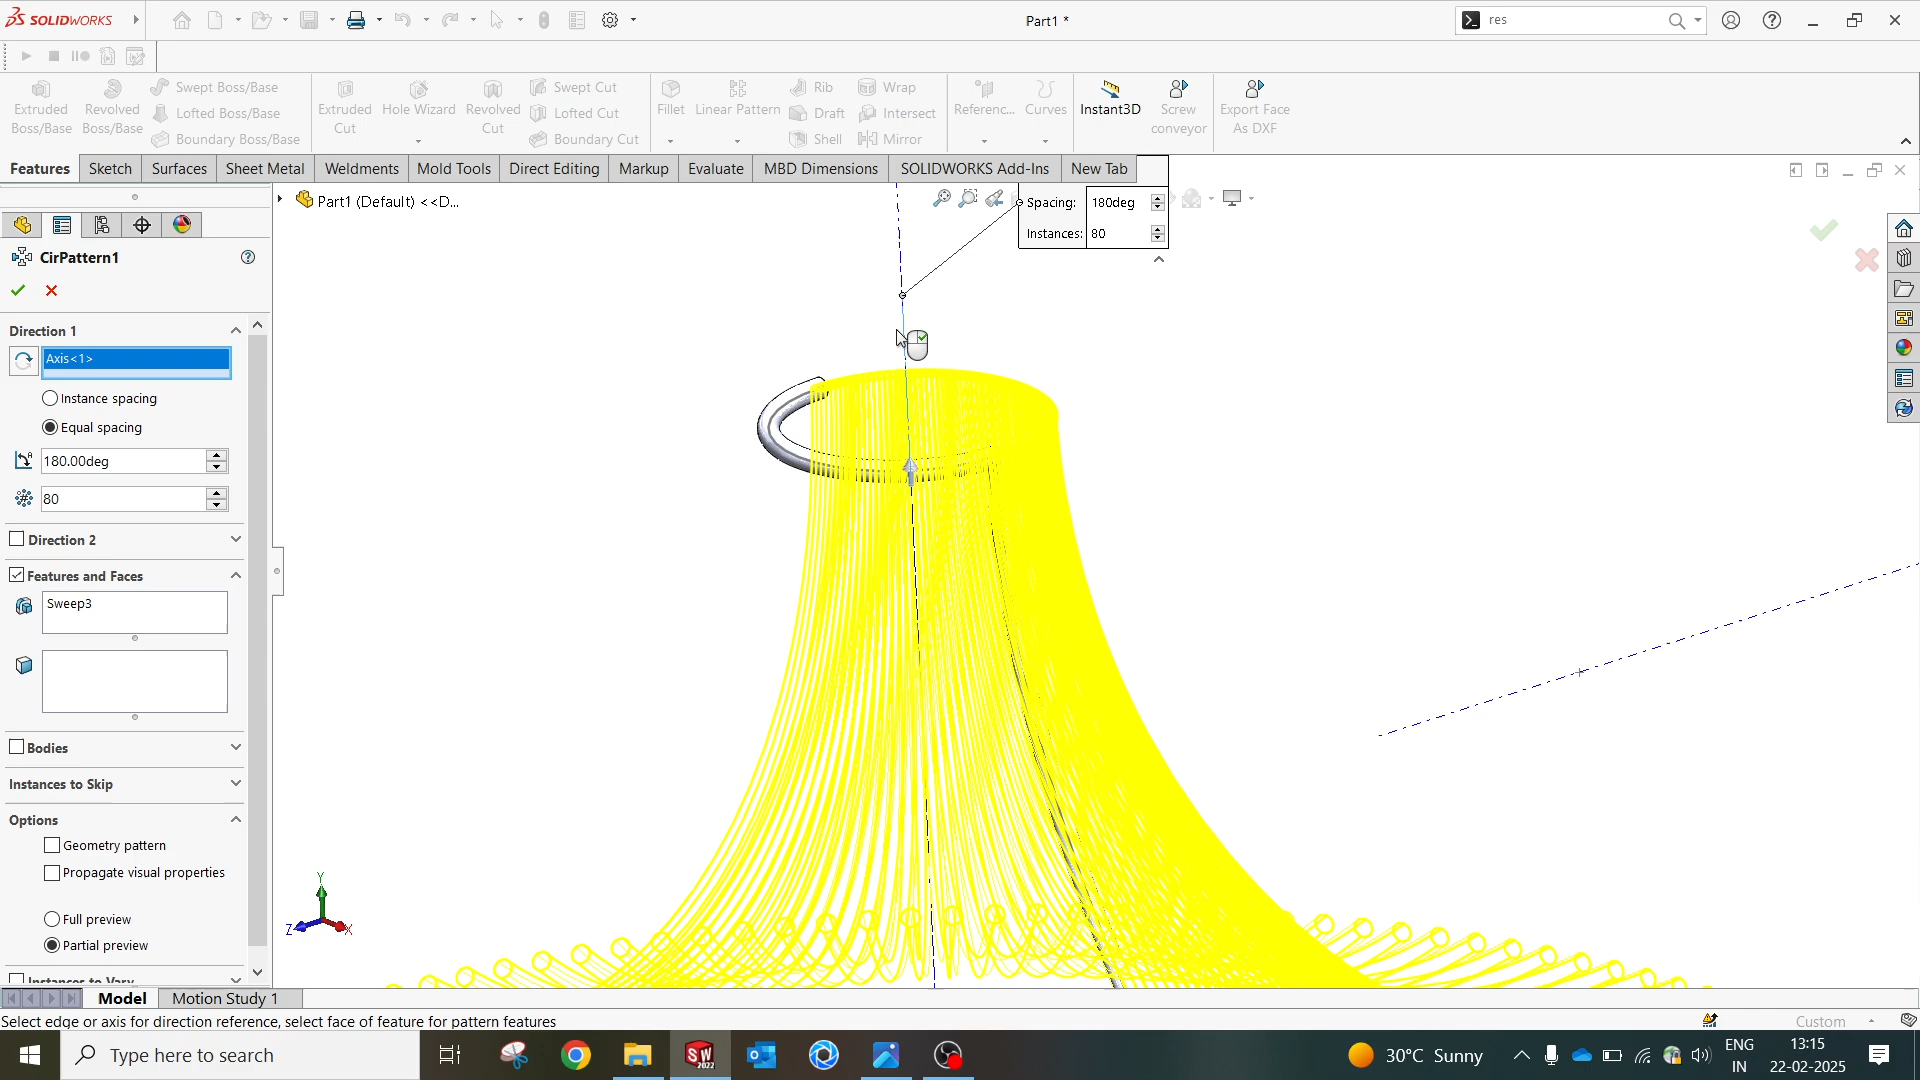 SOLIDWORKS
Part1 *
res
Extruded Boss/Base
Revolved Boss/Base
Swept Boss/Base
Lofted Boss/Base
Boundary Boss/Base
Extruded Cut
Hole Wizard
Revolved Cut
Swept Cut
Lofted Cut
Boundary Cut
Fillet
Linear Pattern
Rib
Draft
Shell
Wrap
Intersect
Mirror
Referenc...
Curves
Instant3D
Screw conveyor
Export Face As DXF
Features
Sketch
Surfaces
Sheet Metal
Weldments
Mold Tools
Direct Editing
Markup
Evaluate
MBD Dimensions
SOLIDWORKS Add-Ins
New Tab
Part1 (Default) <<D...
Spacing: 180deg
Instances: 80
CirPattern1
Direction 1
Axis<1>
Instance spacing
Equal spacing
180.00deg
80
Direction 2
Features and Faces
Sweep3
Bodies
Instances to Skip
Options
Geometry pattern
Propagate visual properties
Full preview
Partial preview
Instances to Vary
Y
Z
X
Model
Motion Study 1
Select edge or axis for direction reference, select face of feature for pattern features
Custom
Type here to search
SW
2022
30°C Sunny
ENG
IN
13:15
22-02-2025